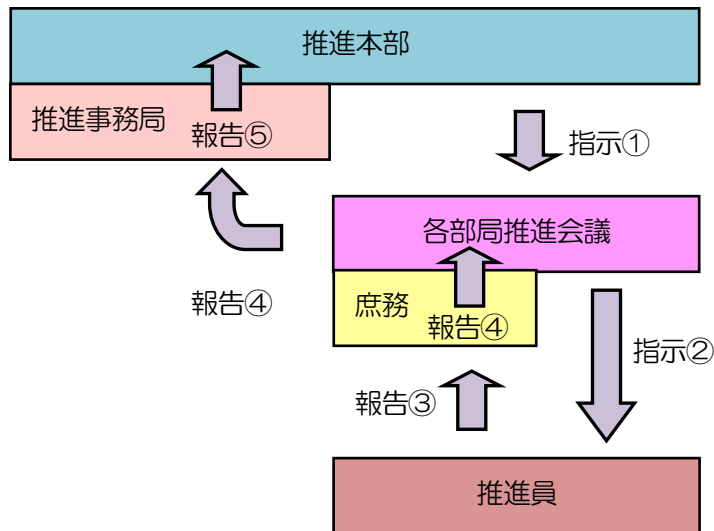 推進本部
推進事務局
報告⑤
指示①
各部局推進会議
報告④
庶務
報告④
指示②
報告③
推進員